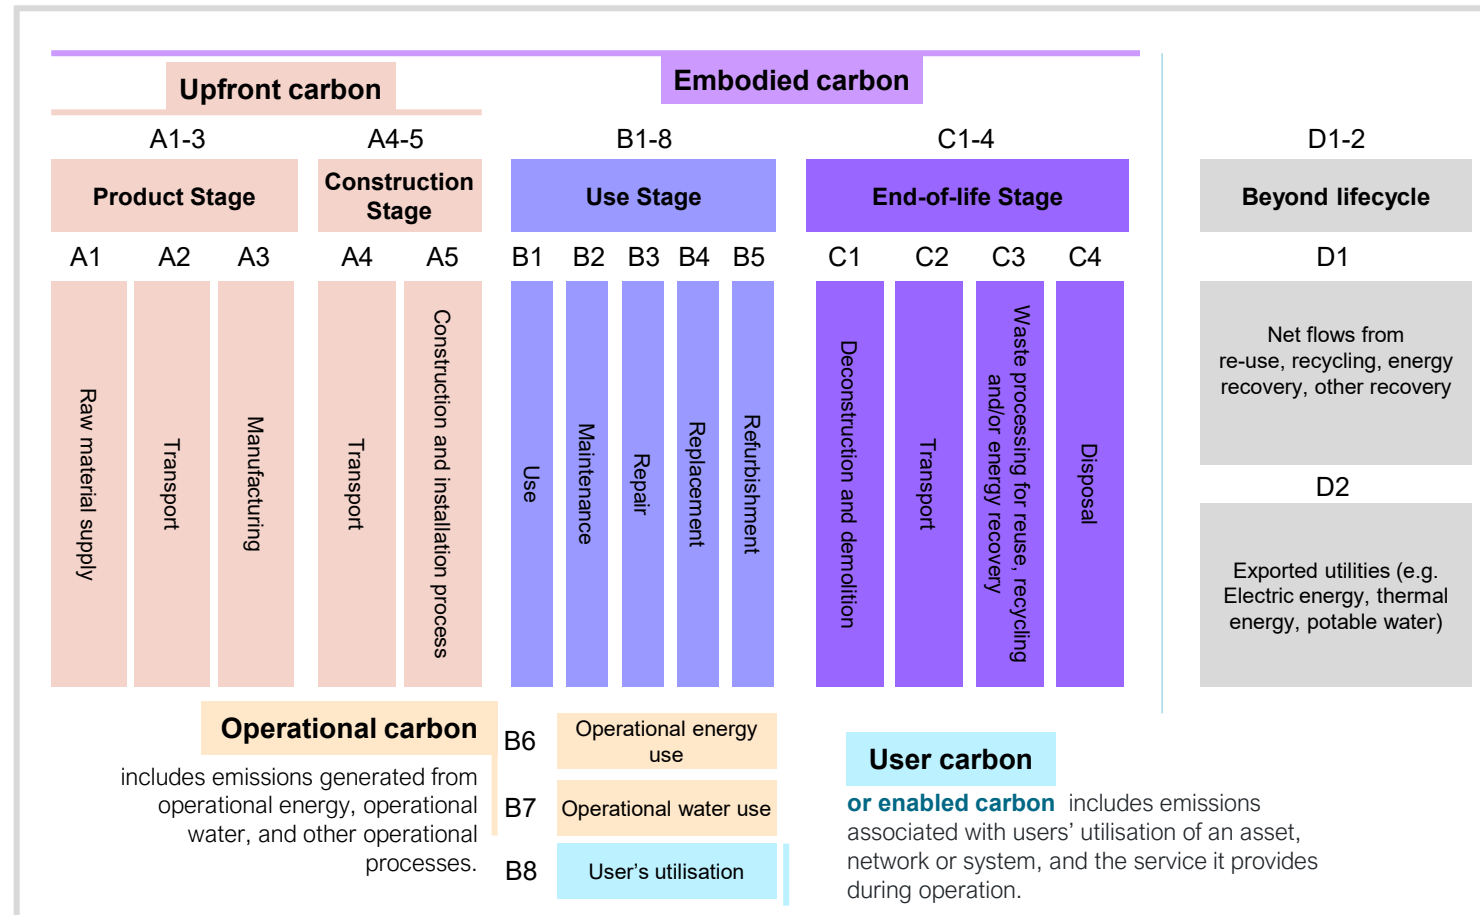 Upfront carbon
Embodied carbon
A1-3
A4-5
B1-8
C1-4
D1-2
Product Stage
Construction
Stage
Use Stage
End-of-life Stage
Beyond lifecycle
A1
A2
A3
A4
A5
B1
B2
B3
B4
B5
C1
C2
C3
C4
D1
Raw material supply
Transport
Manufacturing
Transport
Construction and installation process
Use
Maintenance
Repair
Replacement
Refurbishment
Deconstruction and demolition
Transport
Waste processing for reuse, recycling
and/or energy recovery
Disposal
Net flows from
re-use, recycling, energy
recovery, other recovery
D2
Exported utilities (e.g.
Electric energy, thermal
energy, potable water)
Operational carbon
includes emissions generated from
operational energy, operational
water, and other operational
processes.
B6
Operational energy
use
B7
Operational water use
B8
User’s utilisation
User carbon
or enabled carbon includes emissions
associated with users’ utilisation of an asset,
network or system, and the service it provides
during operation.